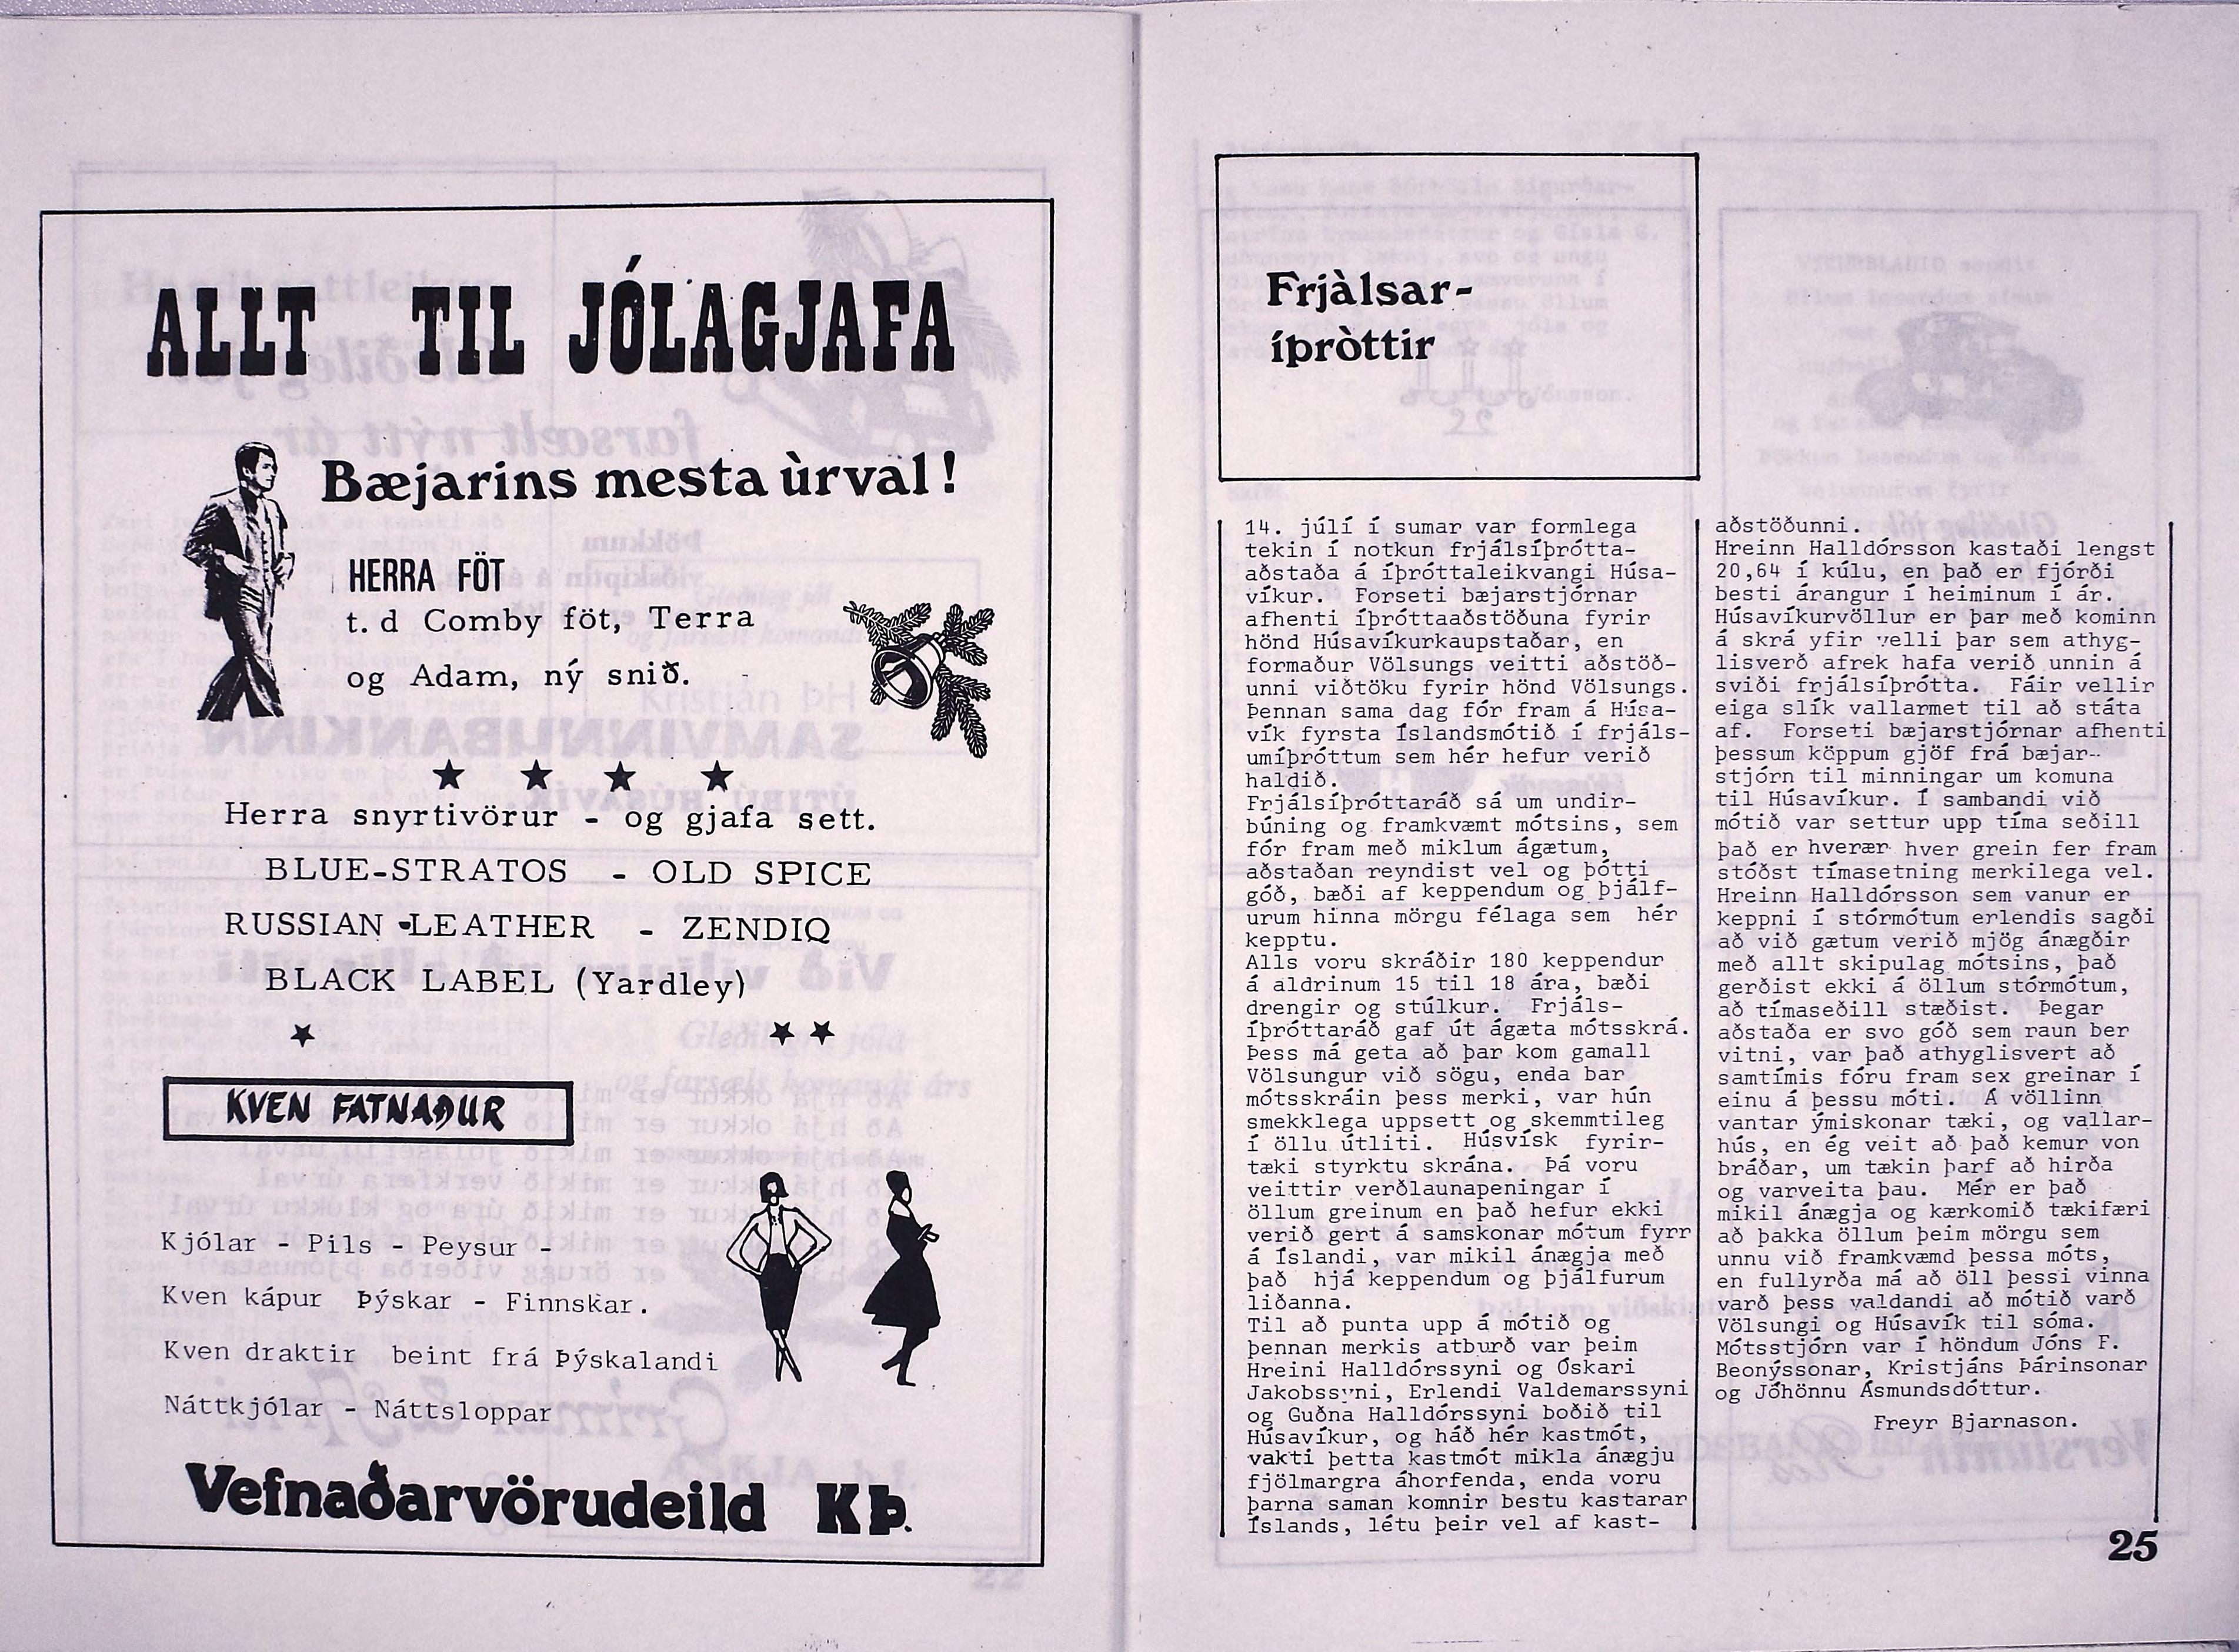 ALLT TIL JÓLAGJAFA
Bæjarins mesta ùrval!
HERRA FÖT
t.d Comby föt, Terra
og Adam, ný snið.
Herra snyrtivörur - og gjafa sett.
BLUE-STRATOS - OLD SPICE
RUSSIAN -LEATHER - ZENDIQ
BLACK LABEL (Yardley)
KVEN FATNAÐUR
Kjólar - Pils - Peysur -
Kven kápur Þýskar - Finnskar.
Kven draktir beint frá Þýskalandi
Náttkjólar - Náttsloppar
Vefnaðarvörudeild KÞ.
Frjàlsar-
íþròttir
14. júlí í sumar var formlega
tekin í notkun frjálsíþrótta-
aðstaða á íþróttaleikvangi Húsa-
víkur. Forseti bæjarstjórnar
afhenti íþróttaaðstöðuna fyrir
hönd Húsavíkurkaupstaðar, en
formaður Völsungs veitti aðstöð-
unni viðtöku fyrir hönd Völsungs.
Þennan sama dag fór fram á Húsa-
vík fyrsta Íslandsmótið í frjáls-
umíþróttum sem hér hefur verið
haldið.
Frjálsíþróttaráð sá um undir-
búning og framkvæmt mótsins, sem
fór fram með miklum ágætum,
aðstaðan reyndist vel og þótti
góð, bæði af keppendum og þjálf-
urum hinna mörgu félaga sem hér
kepptu.
Alls voru skráðir 180 keppendur
á aldrinum 15 til 18 ára, bæði
drengir og stúlkur. Frjáls-
íþróttaráð gaf út ágæta mótsskrá.
Þess má geta að þar kom gamall
Völsungur við sögu, enda bar
mótsskráin þess merki, var hún
smekklega uppsett og skemmtileg
í öllu útliti. Húsvísk fyrir-
tæki styrktu skrána. Þá voru
veittir verðlaunapeningar í
öllum greinum en það hefur ekki
verið gert á samskonar mótum fyrr
á Íslandi, var mikil ánægja með
það hjá keppendum og þjálfurum
liðanna.
Til að punta upp á mótið og
þennan merkis atburð var þeim
Hreini Halldórssyni og Óskari
Jakobssyni, Erlendi Valdemarssyni
og Guðna Halldórssyni boðið til
Húsavíkur, og háð hér kastmót,
vakti þetta kastmót mikla ánægju
fjölmargra áhorfenda, enda voru
þarna saman komnir bestu kastarar
Íslands, létu þeir vel af kast-
aðstöðunni.
Hreinn Halldórsson kastaði lengst
20,64 í kúlu, en það er fjórði
besti árangur í heiminum í ár.
Húsavíkurvöllur er þar með kominn
á skrá yfir velli þar sem athyg-
lisverð afrek hafa verið unnin á
sviði frjálsíþrótta. Fáir vellir
eiga slík vallarmet til að státa
af. Forseti bæjarstjórnar afhenti
þessum köppum gjöf frá bæjar-
stjórn til minningar um komuna
til Húsavíkur. Í sambandi við
mótið var settur upp tíma seðill
það er hverær hver grein fer fram
stóðst tímasetning merkilega vel.
Hreinn Halldórsson sem vanur er
keppni í stórmótum erlendis sagði
að við gætum verið mjög ánægðir
með allt skipulag mótsins, það
gerðist ekki á öllum stórmótum,
að tímaseðill stæðist. Þegar
aðstaða er svo góð sem raun ber
vitni, var það athyglisvert að
samtímis fóru fram sex greinar í
einu á þessu móti. Á völlinn
vantar ýmiskonar tæki, og vallar-
hús, en ég veit að það kemur von
bráðar, um tækin þarf að hirða
og varveita þau. Mér er það
mikil ánægja og kærkomið tækifæri
að þakka öllum þeim mörgu sem
unnu við framkvæmd þessa móts,
en fullyrða má að öll þessi vinna
varð þess valdandi að mótið varð
Völsungi og Húsavík til sóma.
Mótsstjórn var í höndum Jóns F.
Beonýssonar, Kristjáns Þárinsonar
og Jóhönnu Ásmundsdóttur.
Freyr Bjarnason.
25